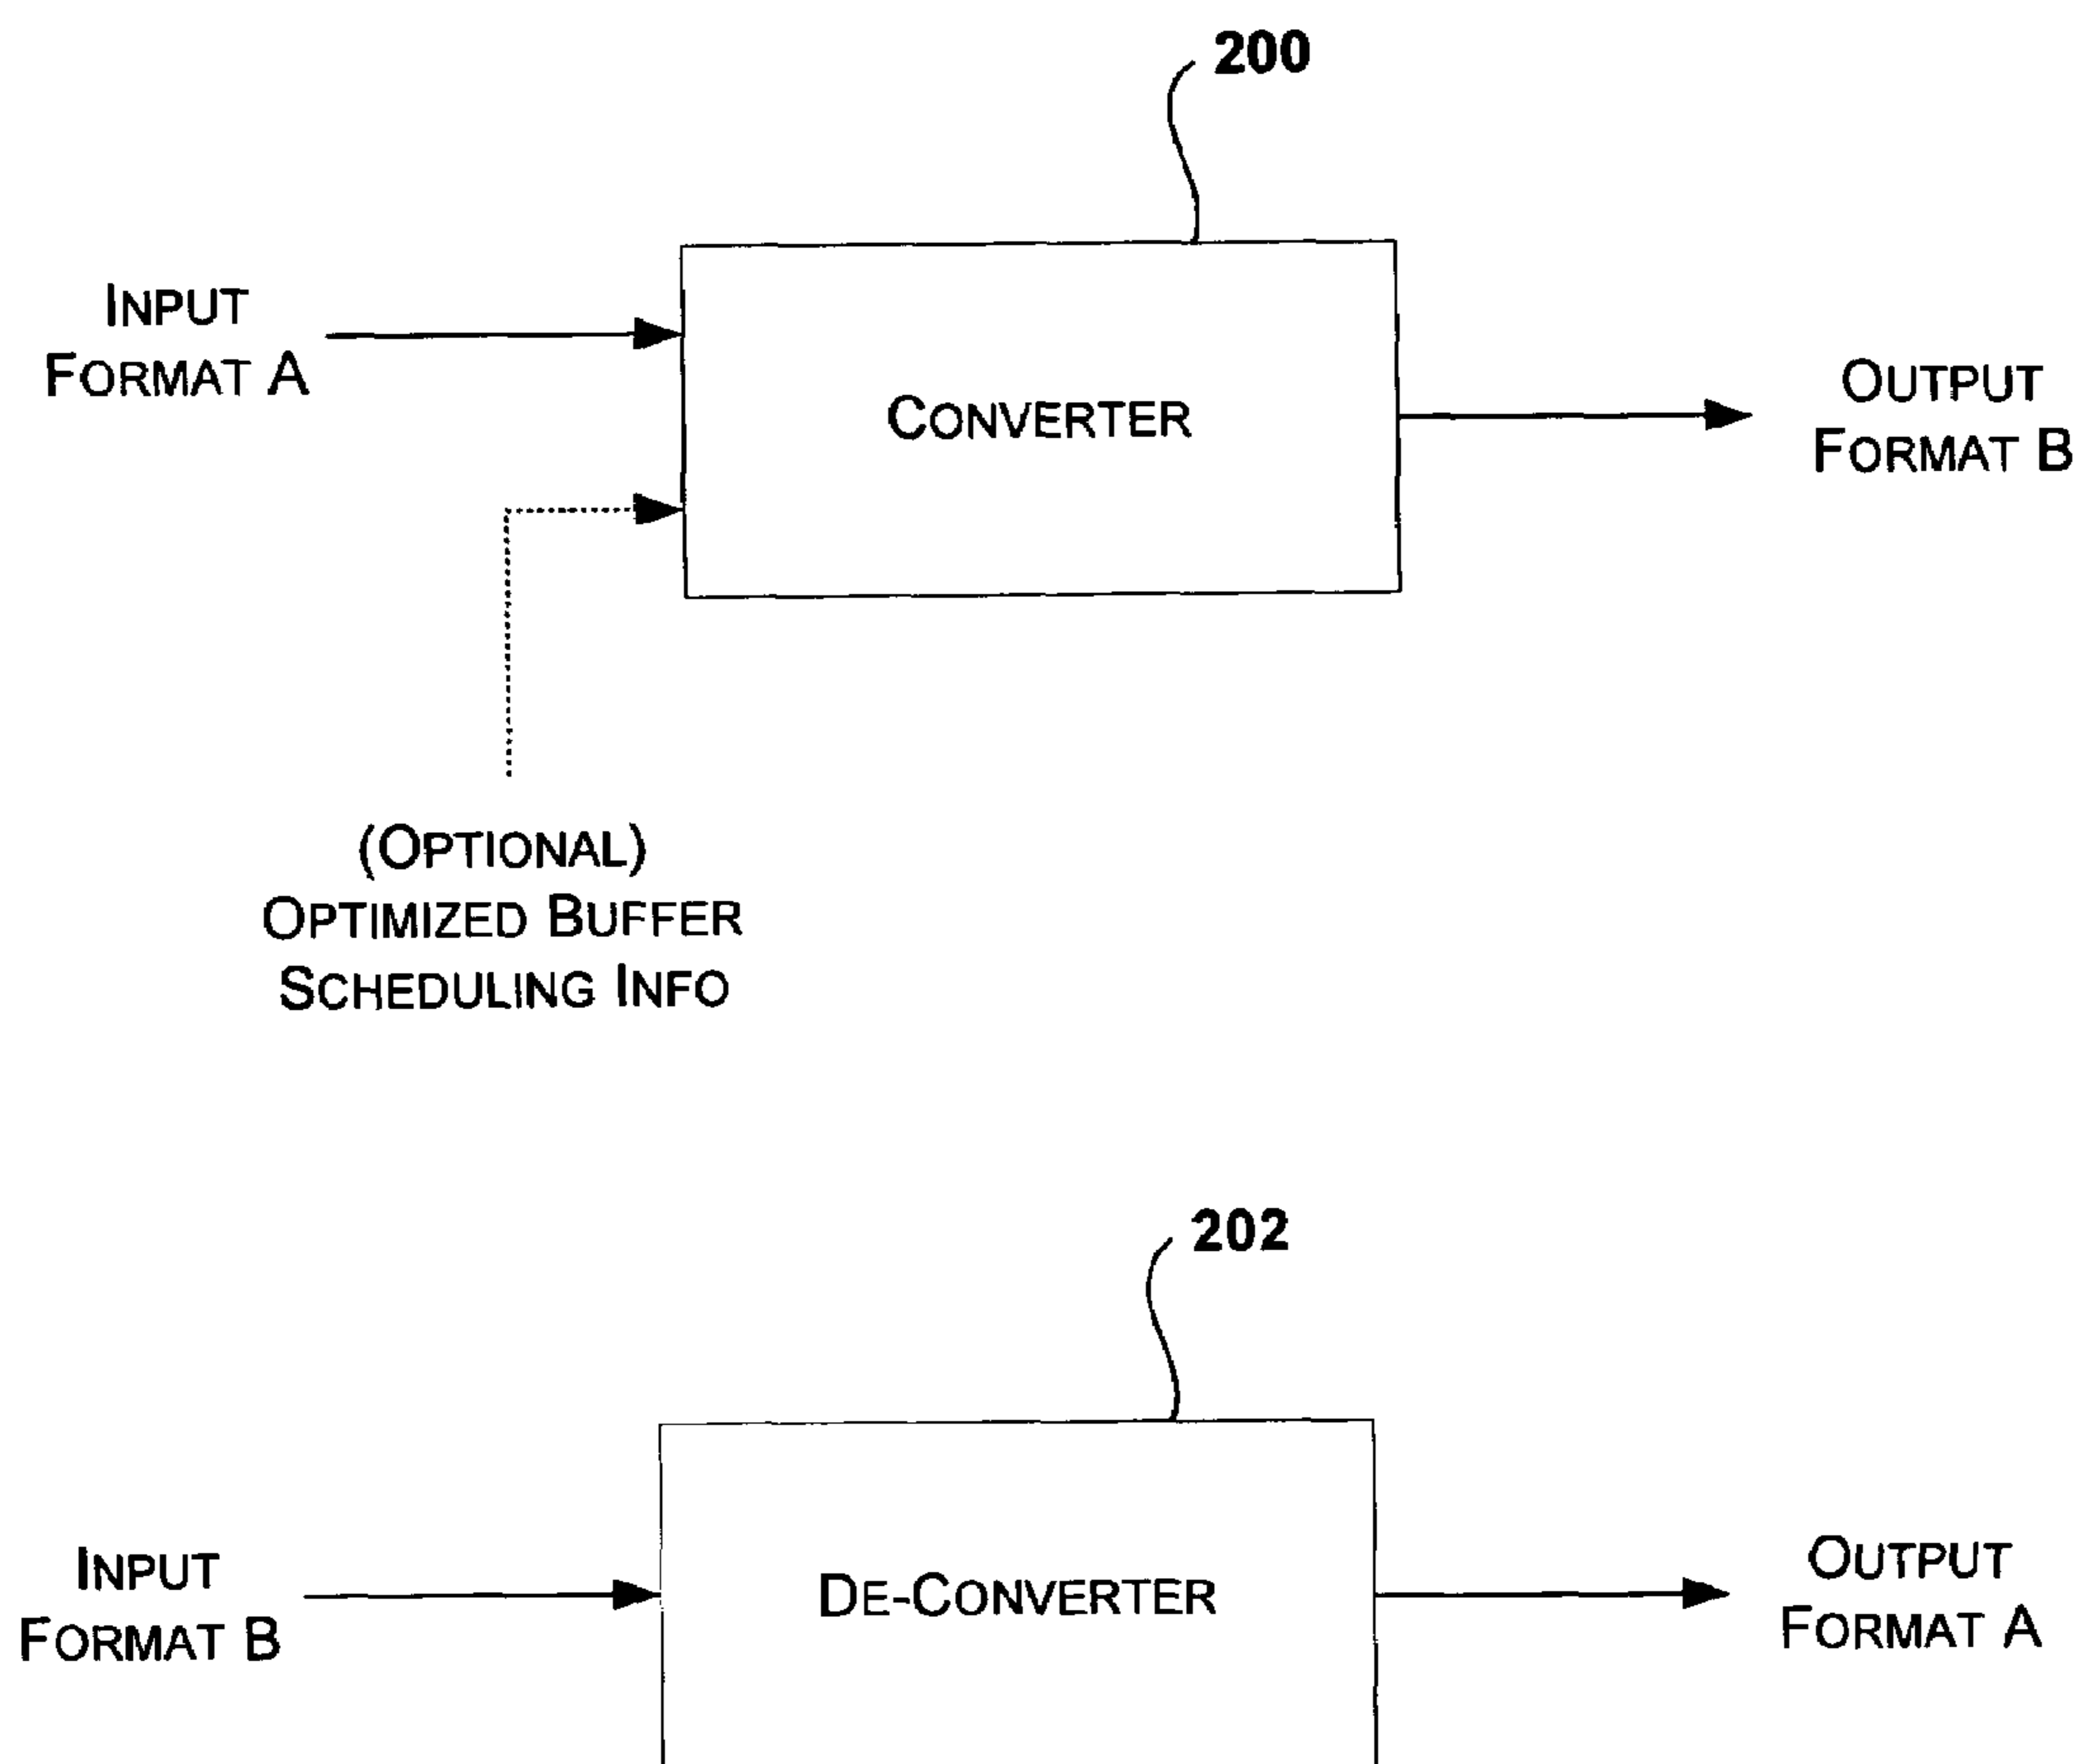 200
INPUT
FORMAT A
CONVERTER
OUTPUT
FORMAT B
(OPTIONAL)
OPTIMIZED BUFFER
SCHEDULING INFO
202
INPUT
FORMAT B
DE-CONVERTER
OUTPUT
FORMAT A